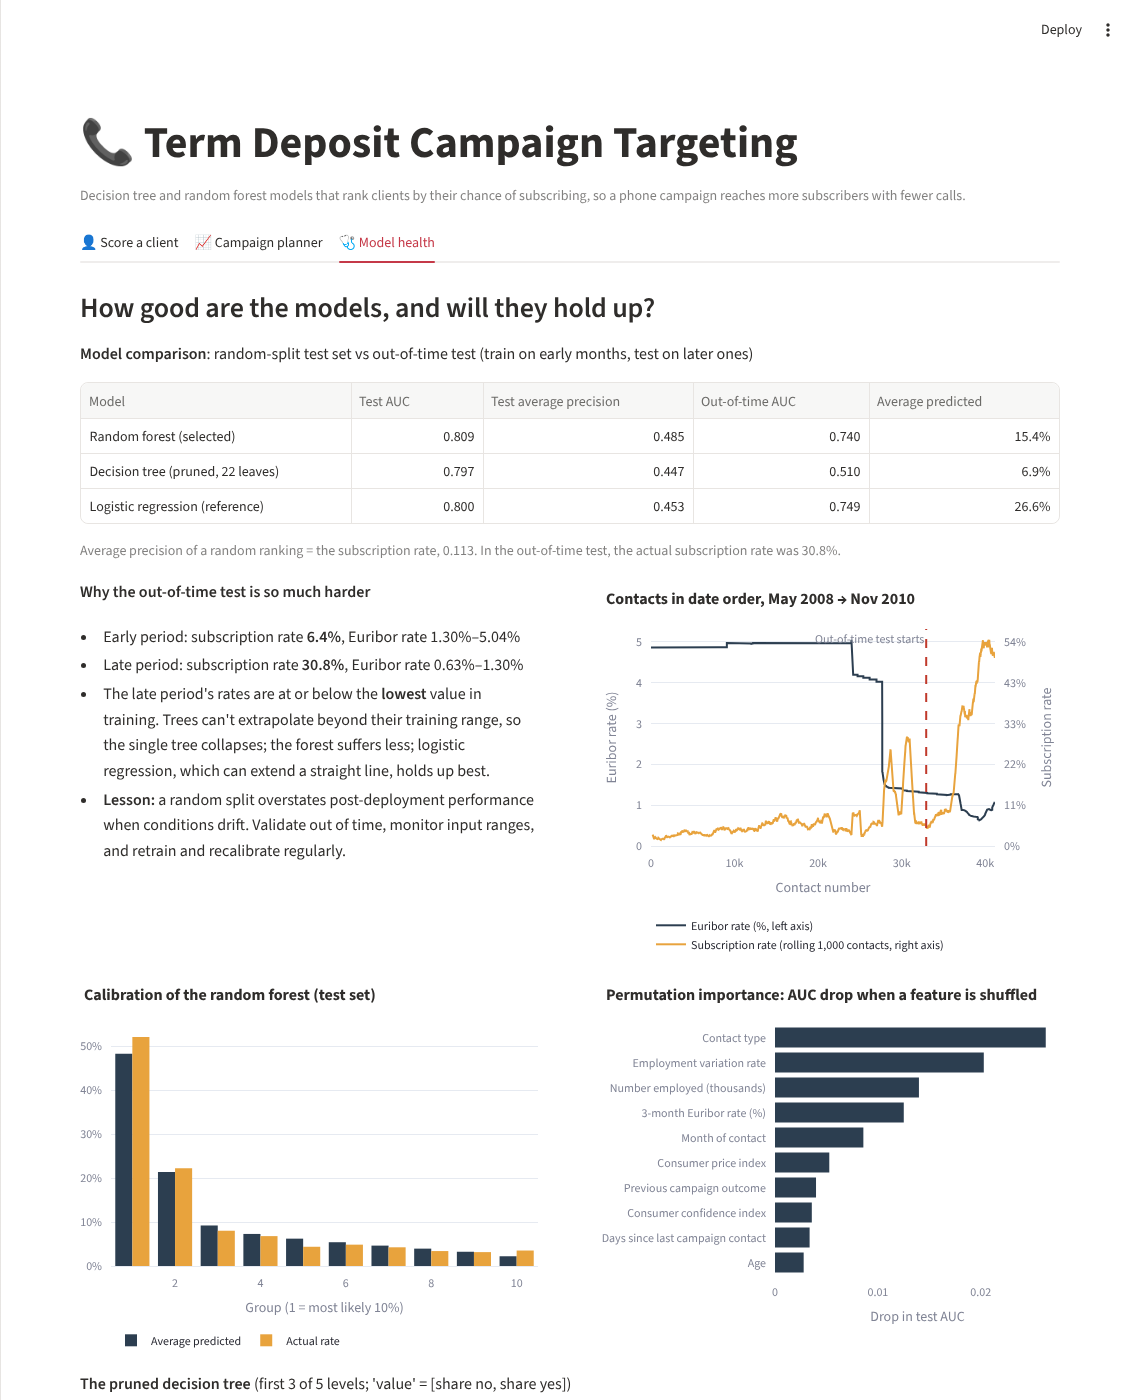 Deploy
Term Deposit Campaign Targeting
Decision tree and random forest models that rank clients by their chance of subscribing, so a phone campaign reaches more subscribers with fewer calls.
Score a client
Campaign planner
Model health
How good are the models, and will they hold up?
Model comparison: random-split test set vs out-of-time test (train on early months, test on later ones)
Model Test AUC Test average precision Out-of-time AUC Average predicted
Random forest (selected) 0.809 0.485 0.740 15.4%
Decision tree (pruned, 22 leaves) 0.797 0.447 0.510 6.9%
Logistic regression (reference) 0.800 0.453 0.749 26.6%
Average precision of a random ranking = the subscription rate, 0.113. In the out-of-time test, the actual subscription rate was 30.8%.
Why the out-of-time test is so much harder
• Early period: subscription rate 6.4%, Euribor rate 1.30%–5.04%
• Late period: subscription rate 30.8%, Euribor rate 0.63%–1.30%
• The late period's rates are at or below the lowest value in
training. Trees can't extrapolate beyond their training range, so
the single tree collapses; the forest suffers less; logistic
regression, which can extend a straight line, holds up best.
• Lesson: a random split overstates post-deployment performance
when conditions drift. Validate out of time, monitor input ranges,
and retrain and recalibrate regularly.
Contacts in date order, May 2008 → Nov 2010
Out-of-time test starts
5
4
3
2
1
0
Euribor rate (%)
54%
43%
33%
22%
11%
0%
Subscription rate
0 10k 20k 30k 40k
Contact number
Euribor rate (%, left axis)
Subscription rate (rolling 1,000 contacts, right axis)
Calibration of the random forest (test set)
50%
40%
30%
20%
10%
0%
2 4 6 8 10
Group (1 = most likely 10%)
Average predicted
Actual rate
Permutation importance: AUC drop when a feature is shuffled
Contact type
Employment variation rate
Number employed (thousands)
3-month Euribor rate (%)
Month of contact
Consumer price index
Previous campaign outcome
Consumer confidence index
Days since last campaign contact
Age
0 0.01 0.02
Drop in test AUC
The pruned decision tree (first 3 of 5 levels; 'value' = [share no, share yes])